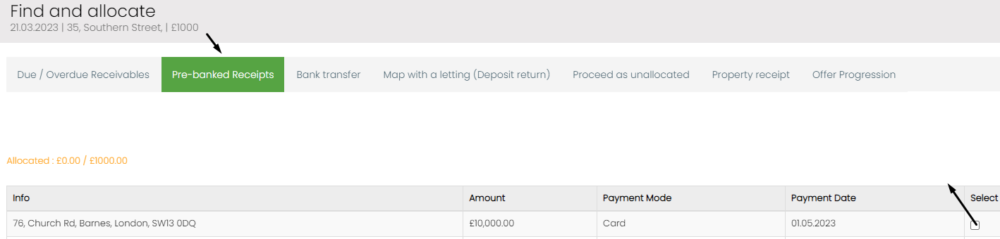 Find and allocate
21.03.2023 | 35, Southern Street, | £1000
Due / Overdue Receivables Pre-banked Receipts Bank transfer Map with a letting (Deposit return) Proceed as unallocated Property receipt Offer Progression
Allocated : £0.00 / £1000.00
Info Amount Payment Mode Payment Date Select
76, Church Rd, Barnes, London, SW13 0DQ £10,000.00 Card 01.05.2023